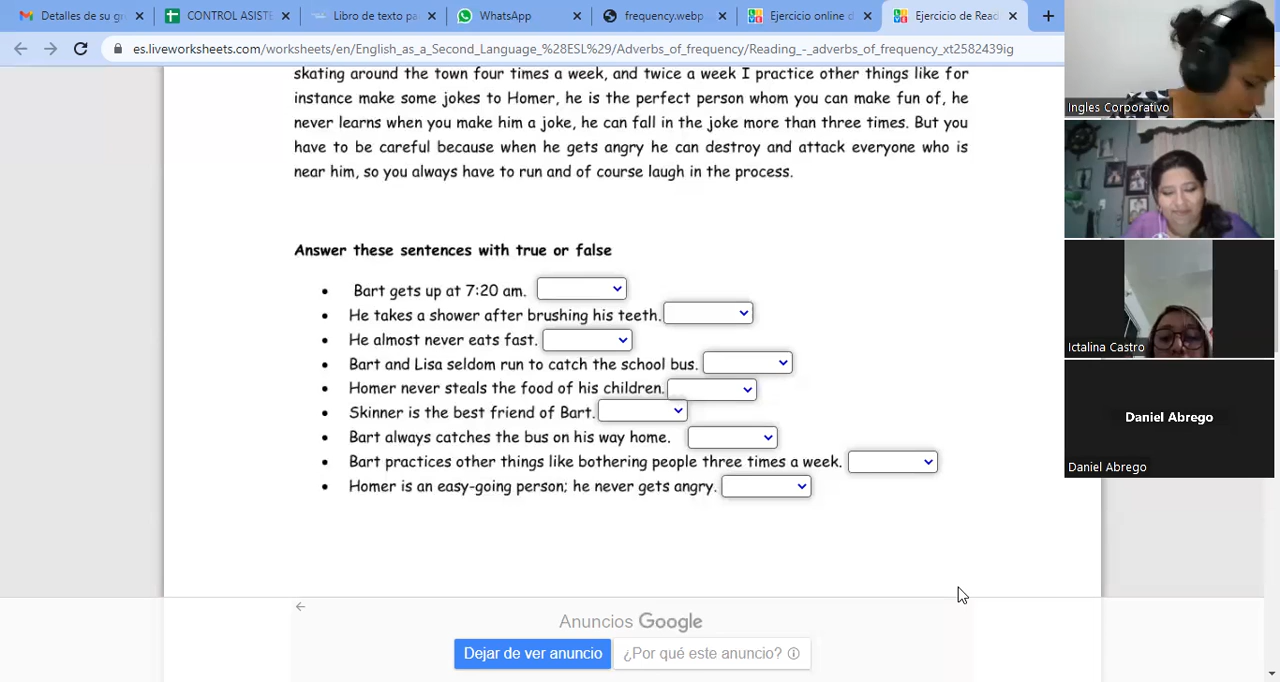 Detalles de su gr
CONTROL ASISTE
Libro de texto pa
WhatsApp
frequency.webp
Ejercicio online d
Ejercicio de Read
es.liveworksheets.com/worksheets/en/English_as_a_Second_Language_%28ESL%29/Adverbs_of_frequency/Reading_-_adverbs_of_frequency_xt2582439ig
skating around the town four times a week, and twice a week I practice other things like for
instance make some jokes to Homer, he is the perfect person whom you can make fun of, he
never learns when you make him a joke, he can fall in the joke more than three times. But you
have to be careful because when he gets angry he can destroy and attack everyone who is
near him, so you always have to run and of course laugh in the process.
Answer these sentences with true or false
• Bart gets up at 7:20 am.
• He takes a shower after brushing his teeth.
• He almost never eats fast.
• Bart and Lisa seldom run to catch the school bus.
• Homer never steals the food of his children.
• Skinner is the best friend of Bart.
• Bart always catches the bus on his way home.
• Bart practices other things like bothering people three times a week.
• Homer is an easy-going person; he never gets angry.
Anuncios Google
Dejar de ver anuncio
¿Por qué este anuncio?
Ingles Corporativo
Ictalina Castro
Daniel Abrego
Daniel Abrego